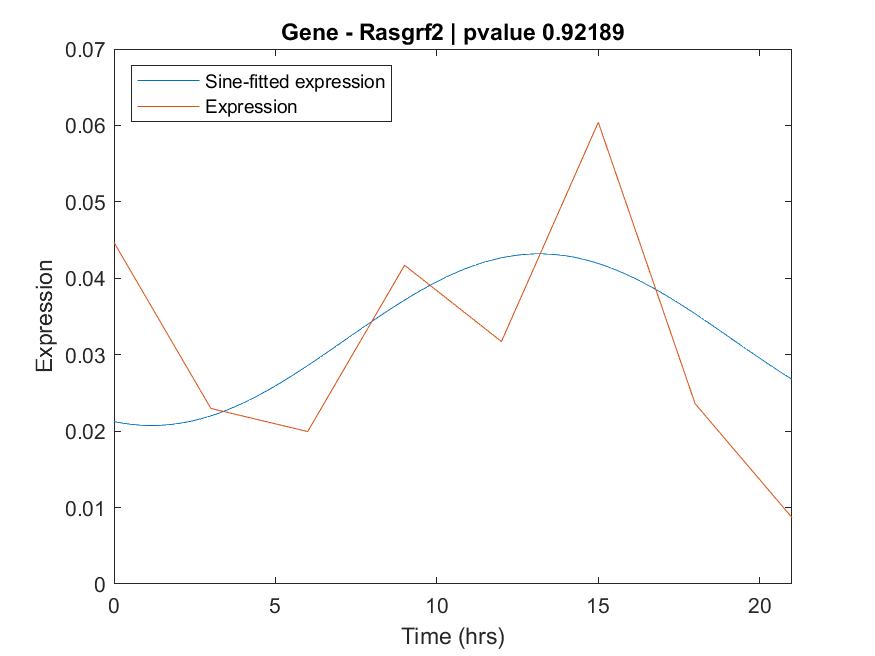 Gene - Rasgrf2 | pvalue 0.92189
0.07
0.06
0.05
0.04
0.03
0.02
0.01
0
Sine-fitted expression
Expression
Expression
0 5 10 15 20
Time (hrs)